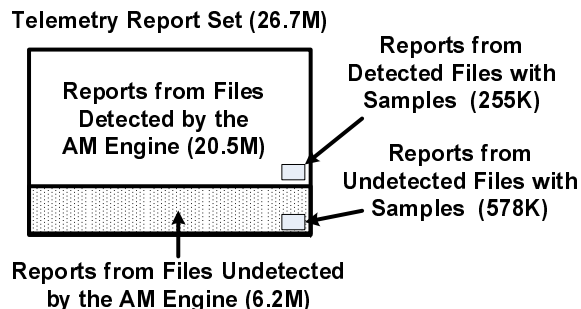 Telemetry Report Set (26.7M)
Reports from Files
Detected by the
AM Engine (20.5M)
Reports from
Detected Files with
Samples (255K)
Reports from
Undetected Files with
Samples (578K)
Reports from Files Undetected
by the AM Engine (6.2M)